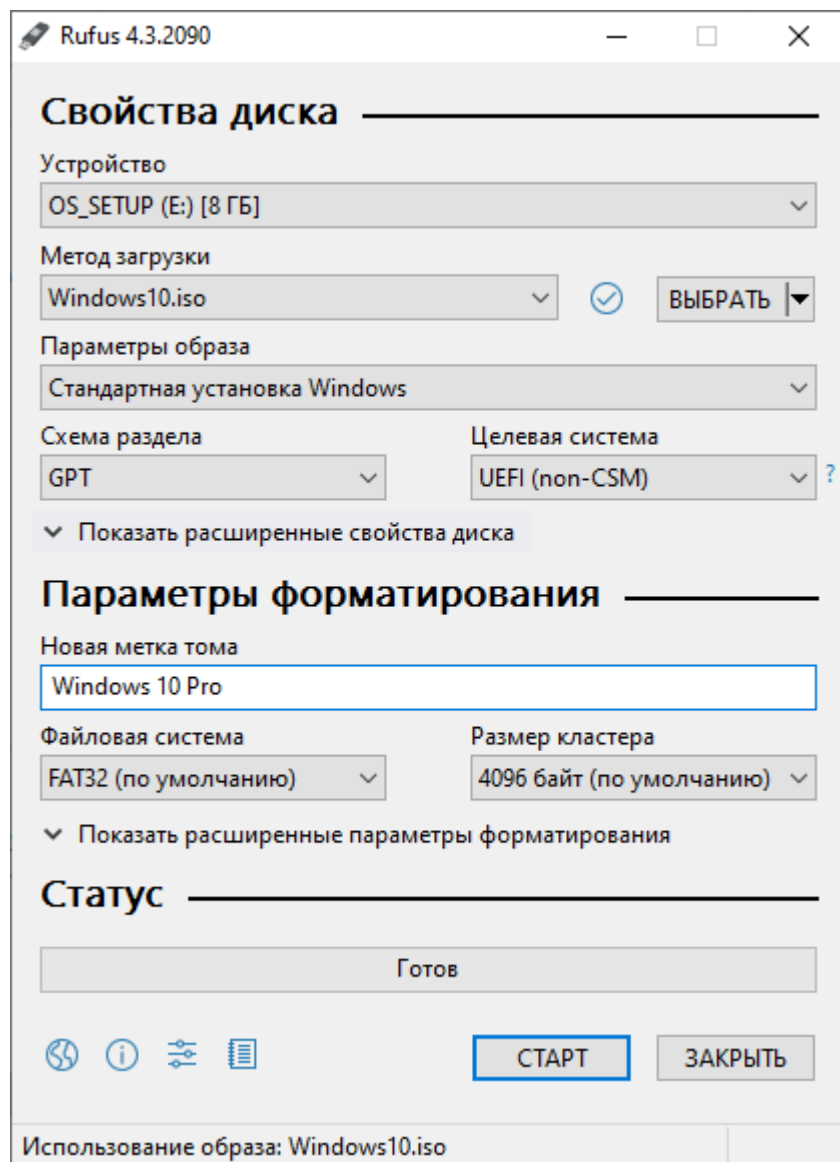 Rufus 4.3.2090
Свойства диска
Устройство
OS_SETUP (E:) [8 ГБ]
Метод загрузки
Windows10.iso
ВЫБРАТЬ
Параметры образа
Стандартная установка Windows
Схема раздела Целевая система
GPT UEFI (non-CSM) ?
Показать расширенные свойства диска
Параметры форматирования
Новая метка тома
Windows 10 Pro
Файловая система Размер кластера
FAT32 (по умолчанию) 4096 байт (по умолчанию)
Показать расширенные параметры форматирования
Статус
Готов
СТАРТ ЗАКРЫТЬ
Использование образа: Windows10.iso